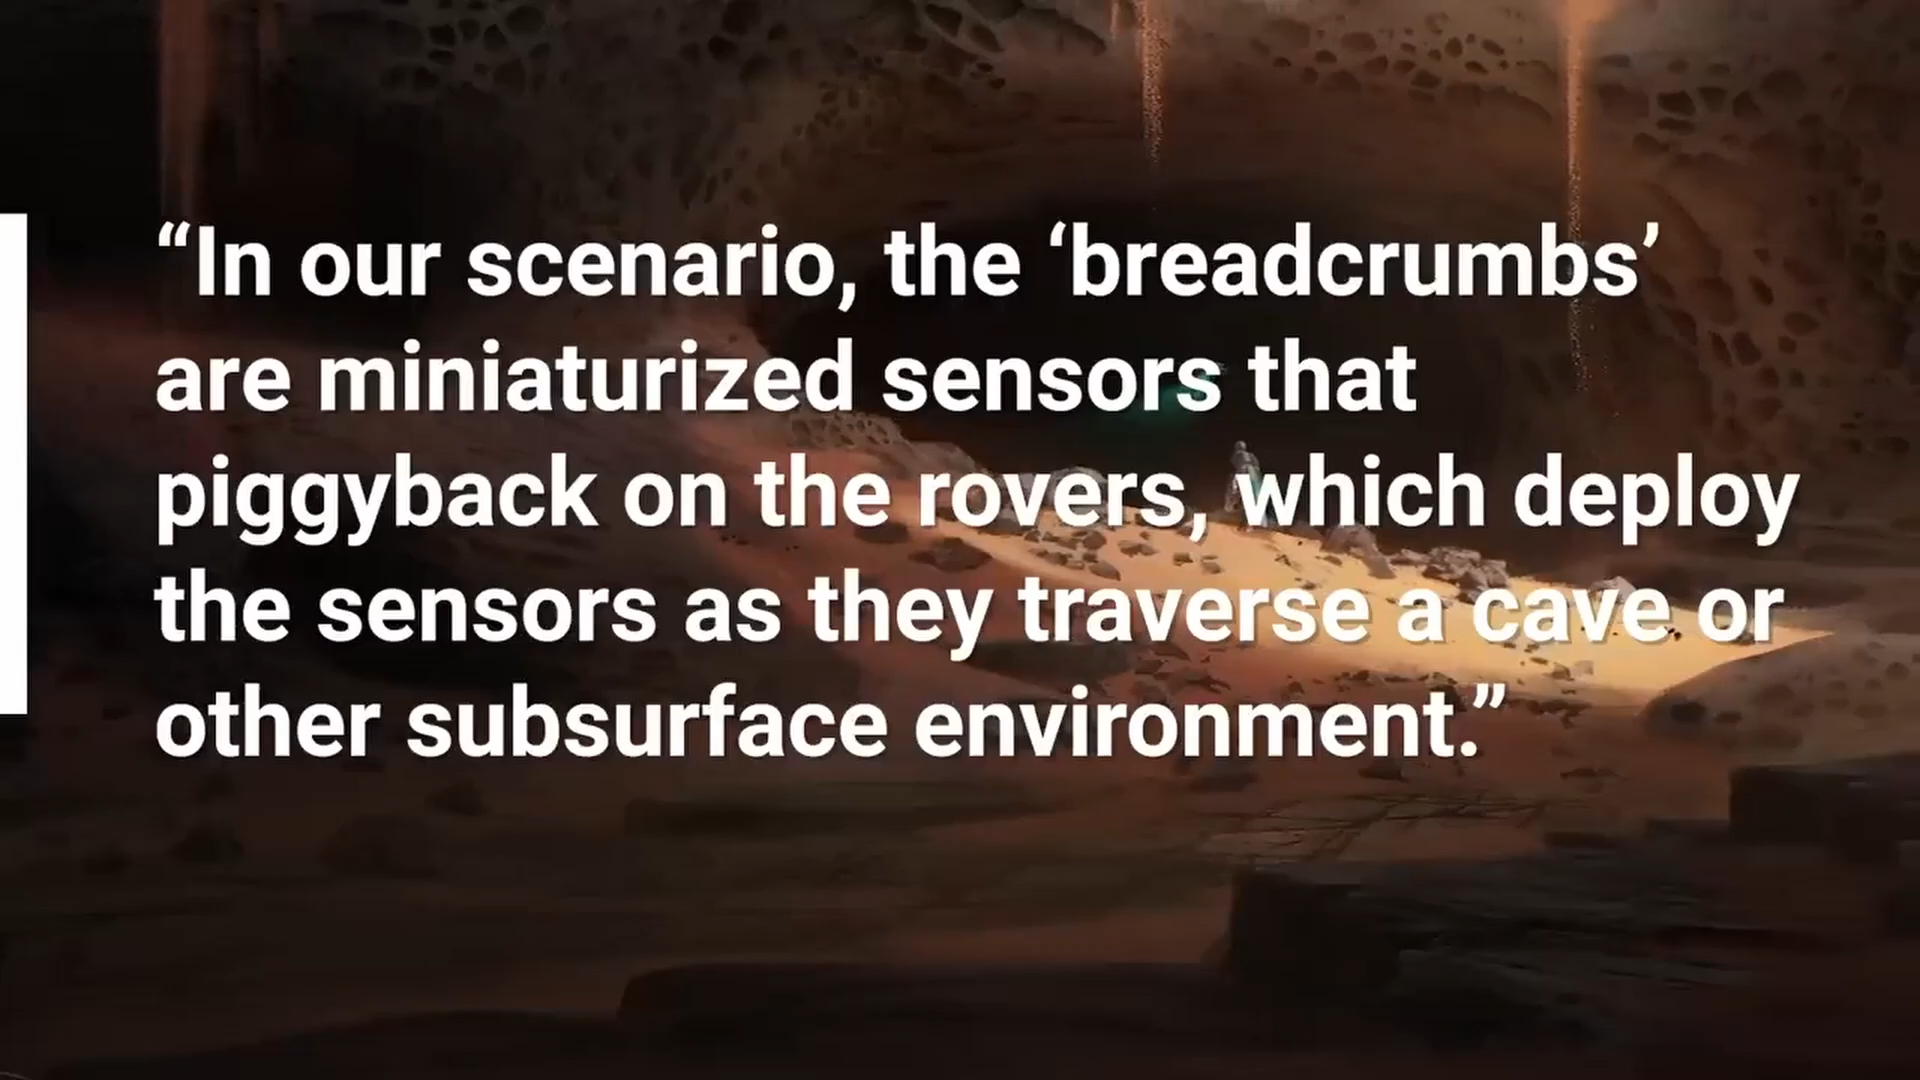 “In our scenario, the ‘breadcrumbs’
are miniaturized sensors that
piggyback on the rovers, which deploy
the sensors as they traverse a cave or
other subsurface environment.”